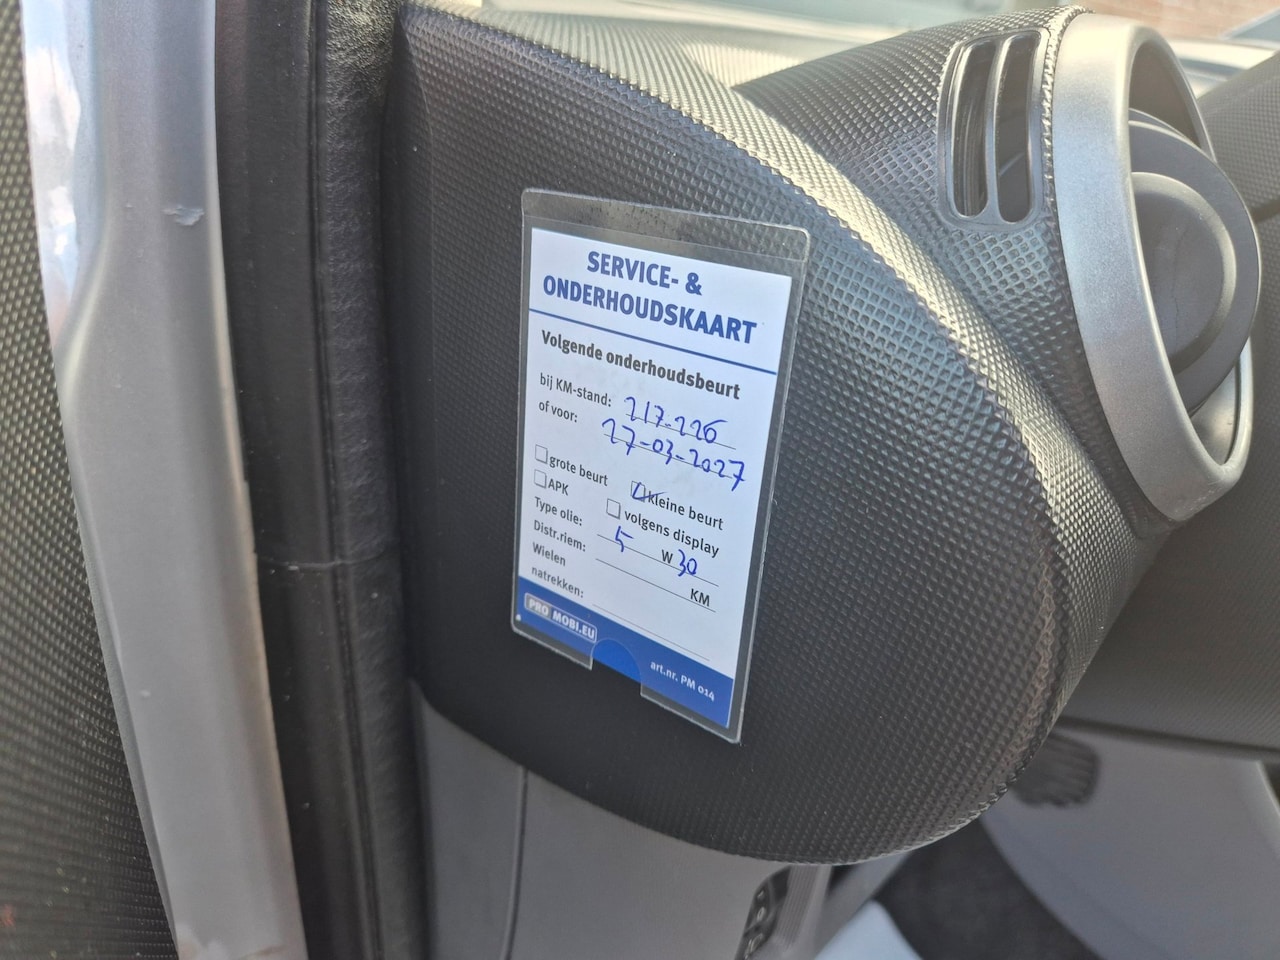 SERVICE- &
ONDERHOUDSKAART
Volgende onderhoudsbeurt
bij KM-stand: 217.226
of voor: 27-03-2027
grote beurt kleine beurt
APK volgens display
Type olie: 5 W 30
Distr.riem: KM
Wielen
natrekken:
PRO MOBI.EU
art.nr. PM 014